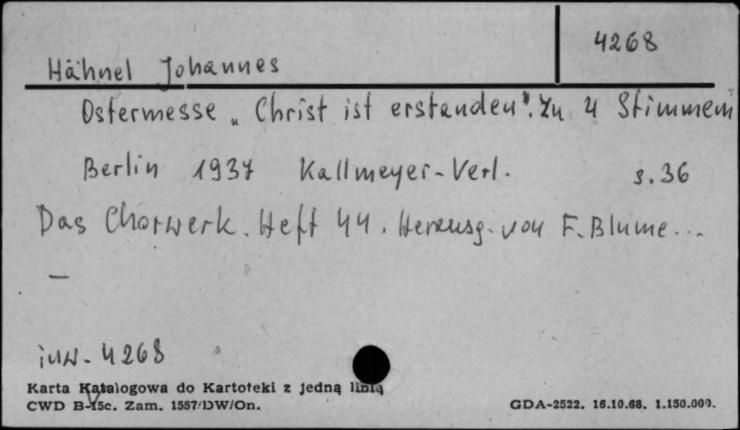 4268
Hähnel Johannes
Ostermesse „Christ ist erstanden". Zu 4 Stimmen
Berlin 1937 Kallmeyer-Verl. s. 36
Das Chorwerk. Heft 44. Herausg. von F. Blume...
—
inw. 4268
Karta Katalogowa do Kartoteki z jedną linią
CWD B-15c. Zam. 1557/DW/On. GDA-2522. 16.10.68. 1.150.000.